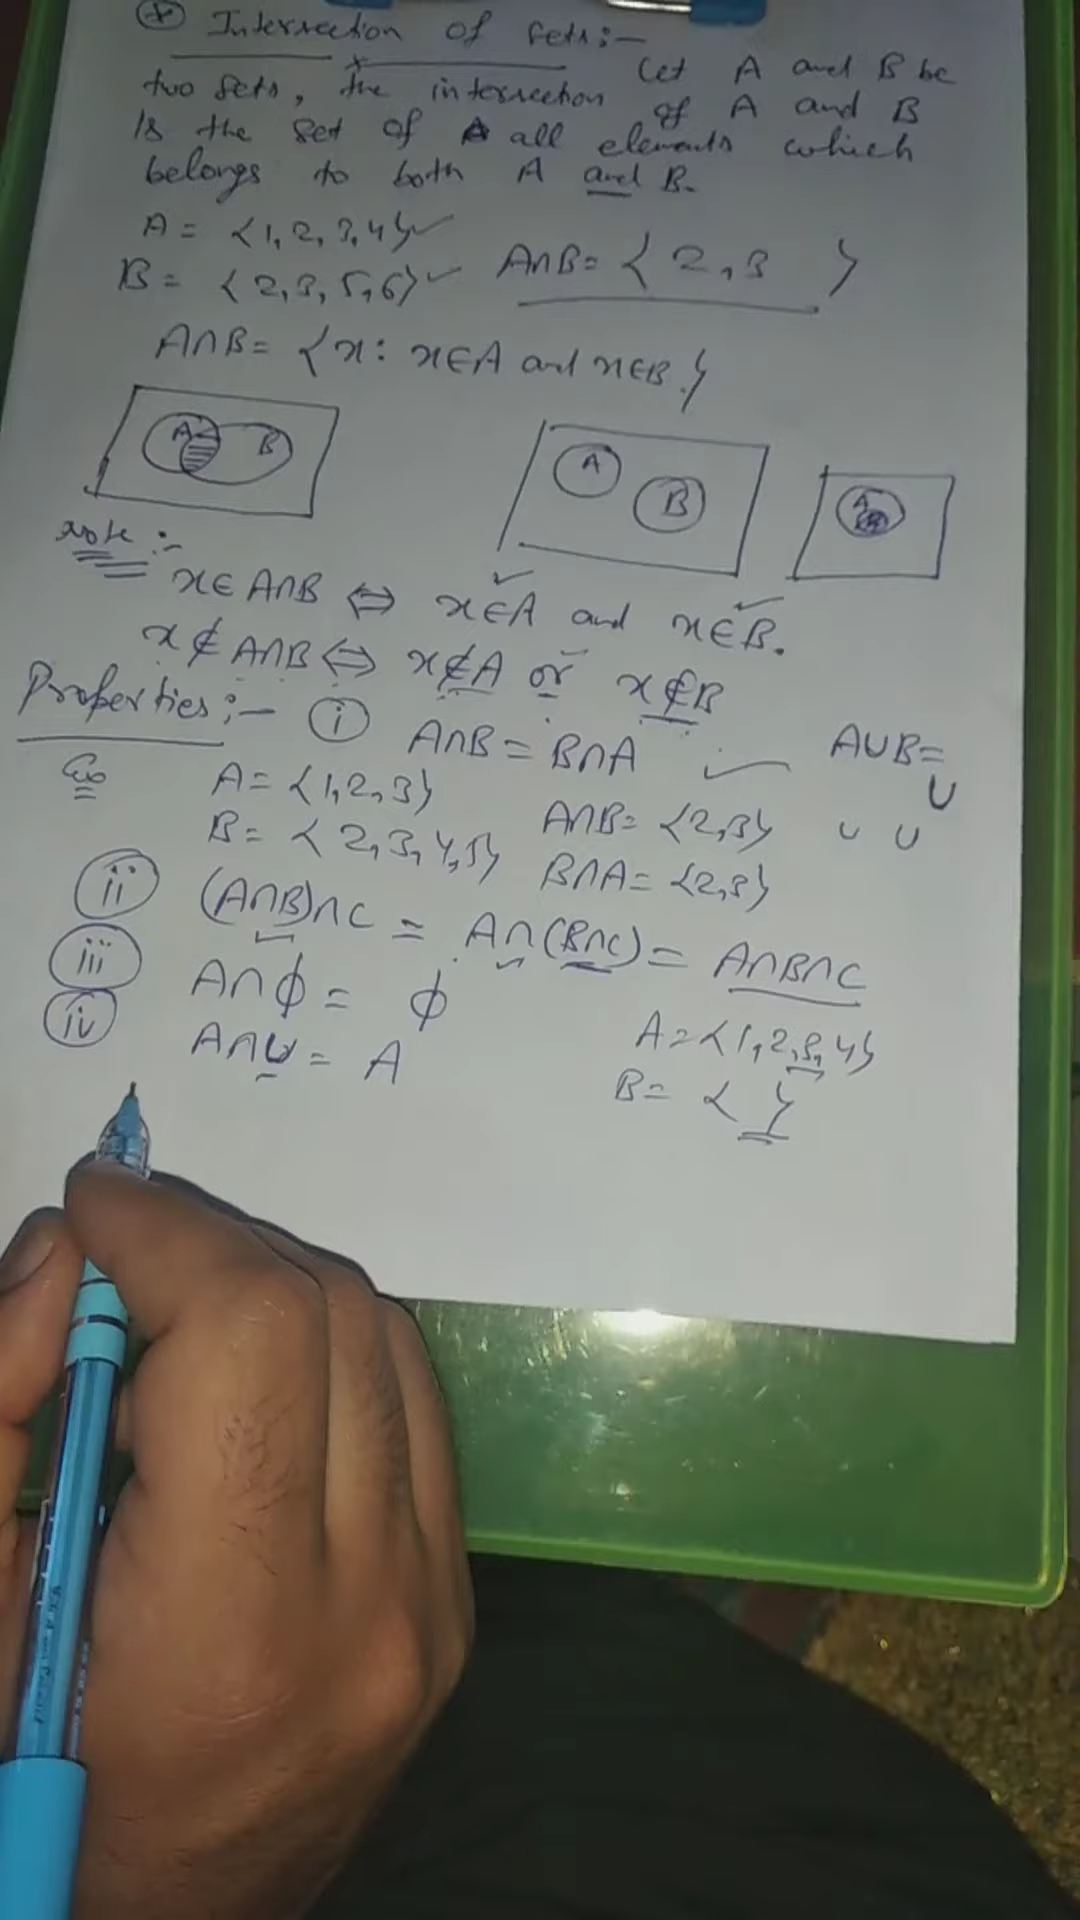 Intersection of sets:-
Let A and B be
two sets, the intersection of A and B
is the set of all elements which
belongs to both A and B.
A = {1, 2, 3, 4}
B = {2, 3, 5, 6}
A∩B = {2, 3 }
A∩B = {x: x∈A and x∈B.}
A B
A
B
A
B
Note:-
x∈A∩B ⇔ x∈A and x∈B.
x∉A∩B ⇔ x∉A or x∉B
Properties:- (i) A∩B = B∩A
A∪B=
∪
∪ ∪
A = {1, 2, 3}
B = {2, 3, 4, 5}
A∩B = {2, 3}
B∩A = {2, 3}
(ii) (A∩B)∩C = A∩(B∩C) = A∩B∩C
(iii) A∩ϕ = ϕ
(iv) A∩U = A
A = {1, 2, 3, 4}
B = { }